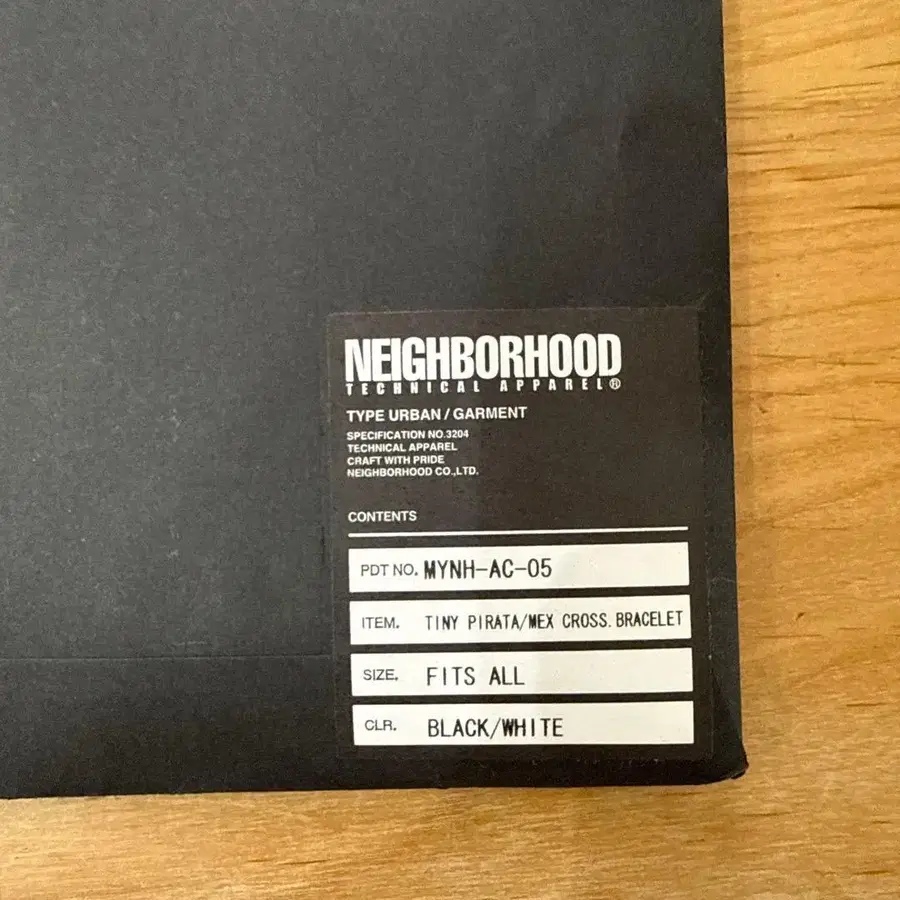 NEIGHBORHOOD
TECHNICAL APPAREL®
TYPE URBAN / GARMENT
SPECIFICATION NO.3204
TECHNICAL APPAREL
CRAFT WITH PRIDE
NEIGHBORHOOD CO.,LTD.
CONTENTS
PDT NO. MYNH-AC-05
ITEM. TINY PIRATA/MEX CROSS. BRACELET
SIZE. FITS ALL
CLR. BLACK/WHITE